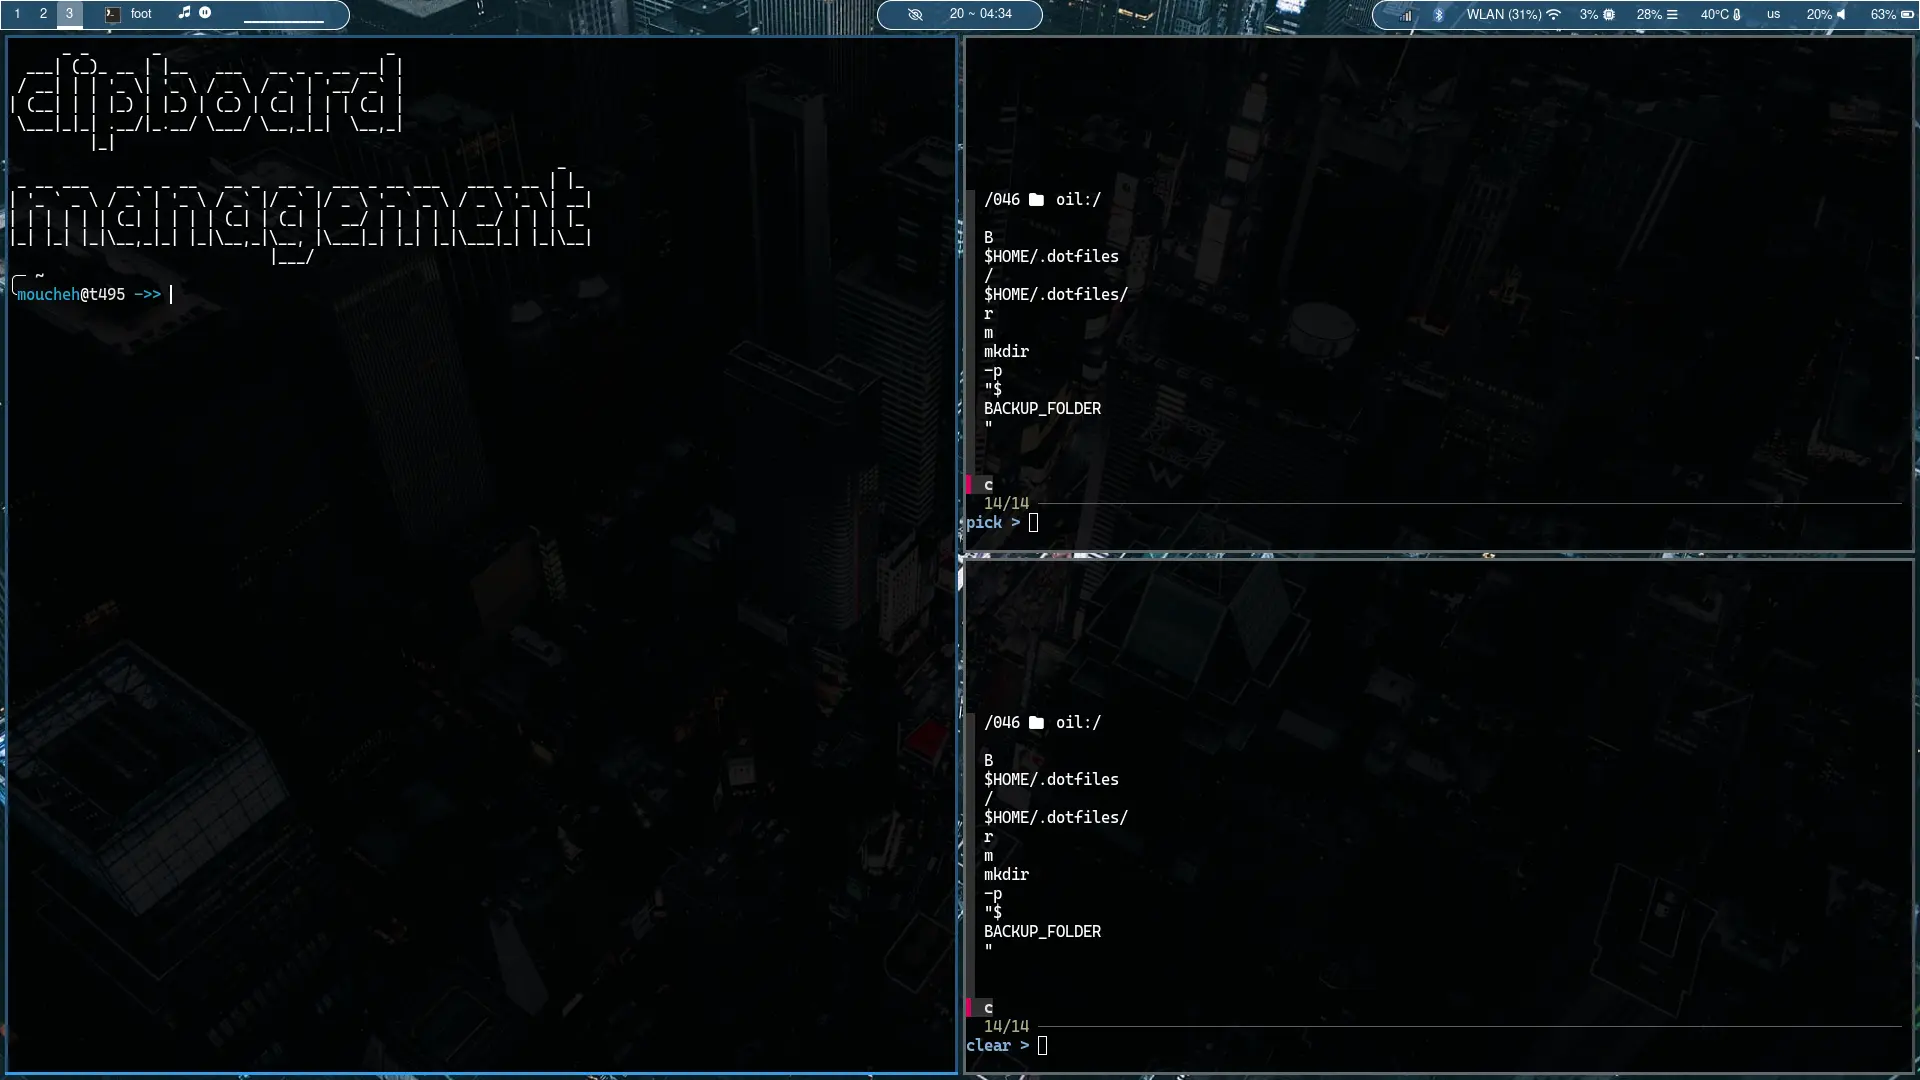 1 2 3 foot
20 ~ 04:34
WLAN (31%) 3% 28% 40°C us 20% 63%
clipboard
management
~
moucheh@t495 ->>
/046 oil:/
B
$HOME/.dotfiles
/
$HOME/.dotfiles/
r
m
mkdir
-p
"$
BACKUP_FOLDER
"
c
14/14
pick >
/046 oil:/
B
$HOME/.dotfiles
/
$HOME/.dotfiles/
r
m
mkdir
-p
"$
BACKUP_FOLDER
"
c
14/14
clear >